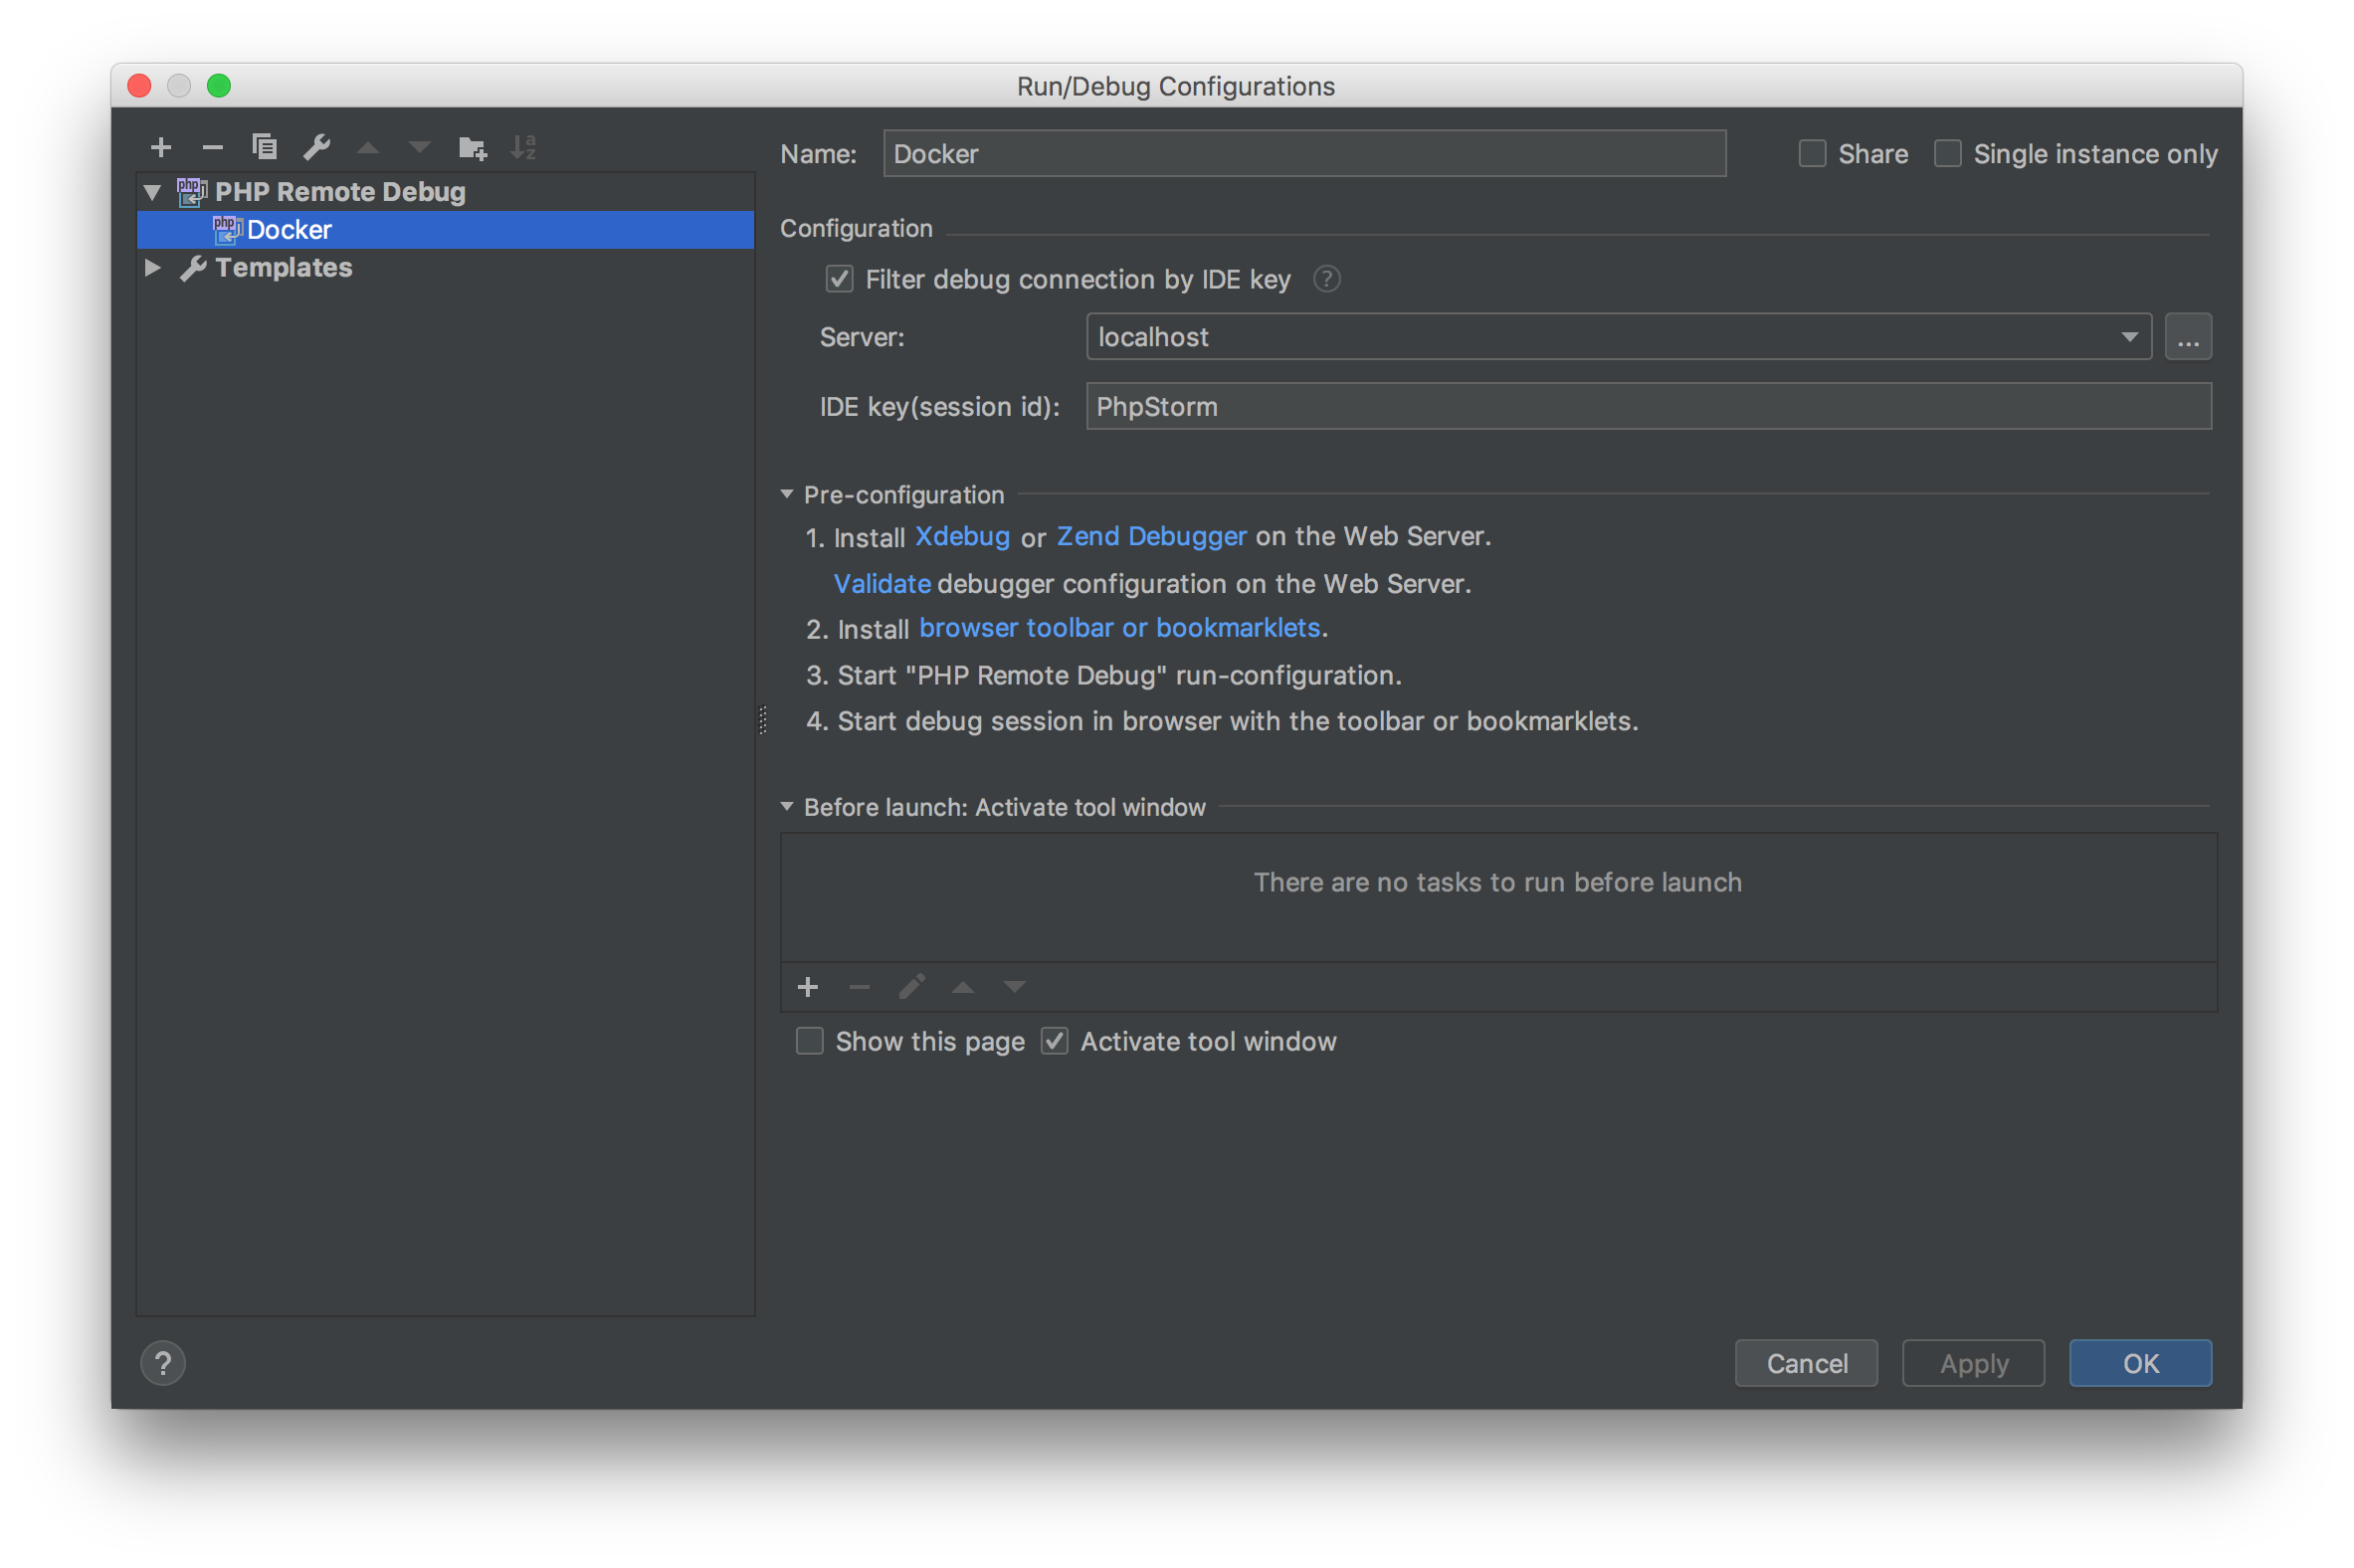 Run/Debug Configurations
PHP Remote Debug
Docker
Templates
Name: Docker Share Single instance only
Configuration
Filter debug connection by IDE key ?
Server: localhost ...
IDE key(session id): PhpStorm
Pre-configuration
1. Install Xdebug or Zend Debugger on the Web Server.
Validate debugger configuration on the Web Server.
2. Install browser toolbar or bookmarklets.
3. Start "PHP Remote Debug" run-configuration.
4. Start debug session in browser with the toolbar or bookmarklets.
Before launch: Activate tool window
There are no tasks to run before launch
Show this page Activate tool window
? Cancel Apply OK